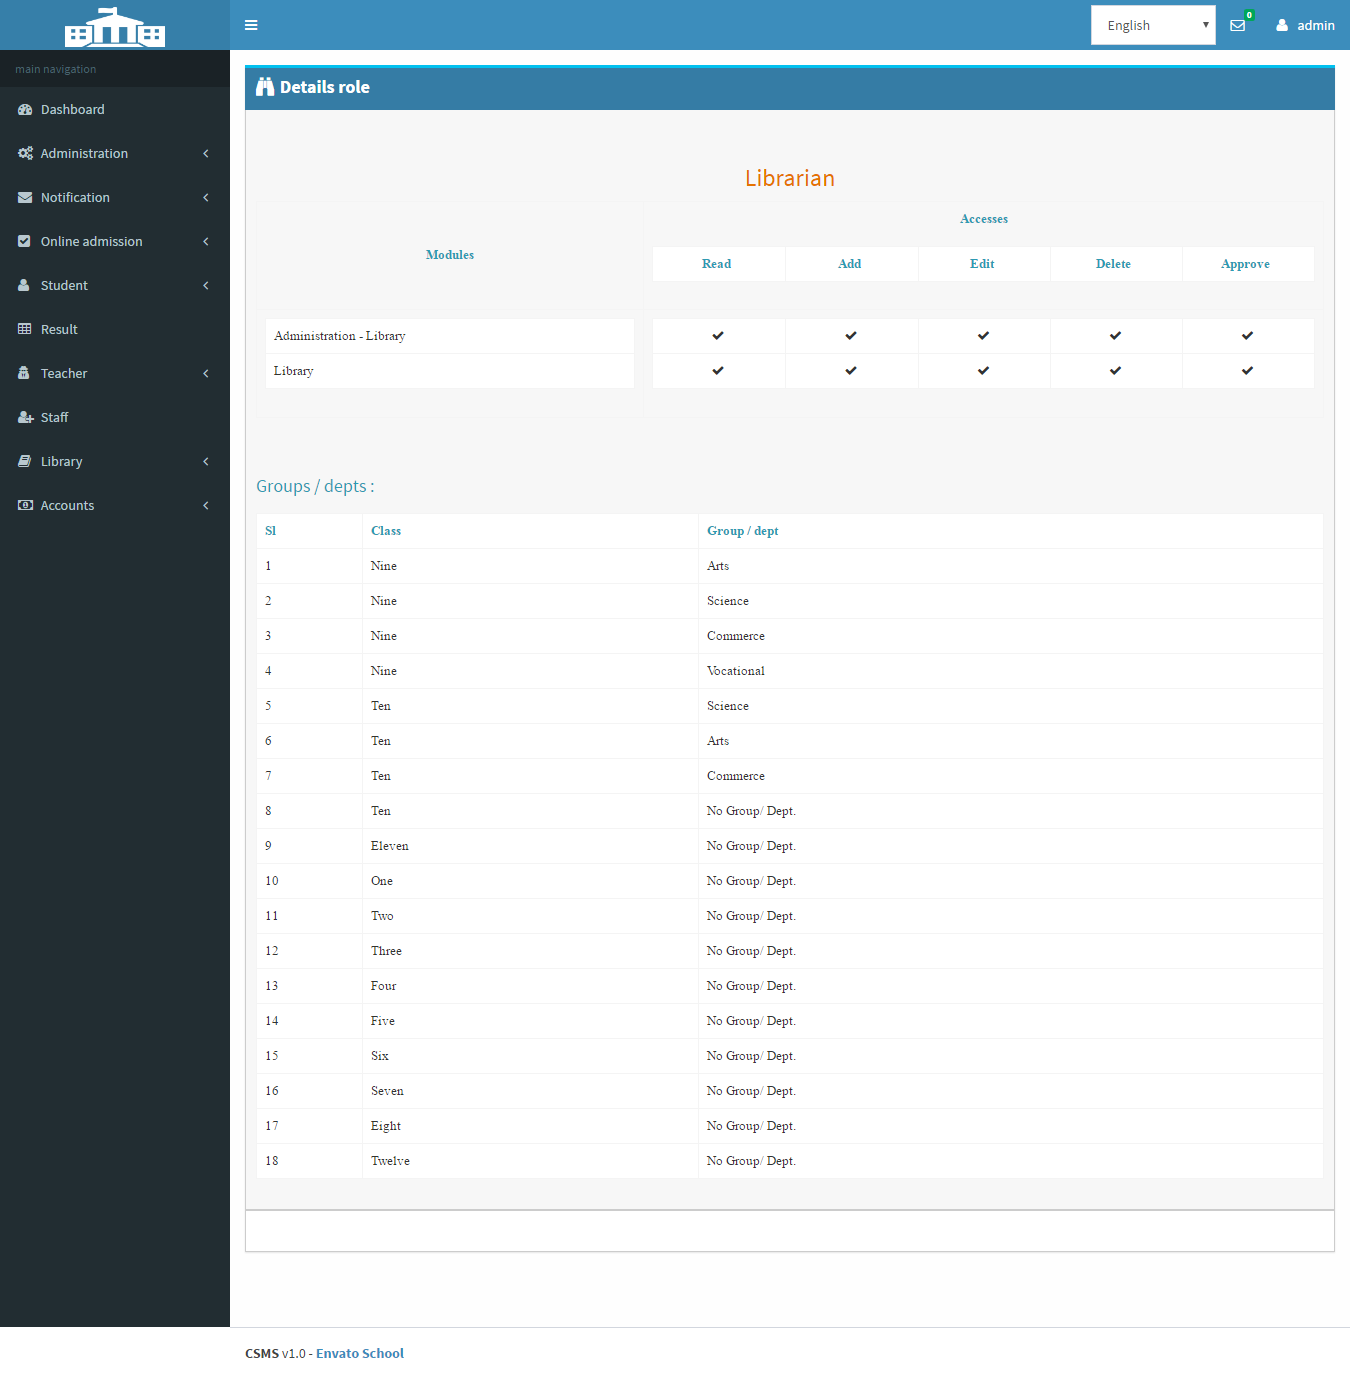 English
0
admin
main navigation
Dashboard
Administration
Notification
Online admission
Student
Result
Teacher
Staff
Library
Accounts
Details role
Librarian
Modules
Accesses
Read Add Edit Delete Approve
Administration - Library
Library
Groups / depts :
Sl Class Group / dept
1 Nine Arts
2 Nine Science
3 Nine Commerce
4 Nine Vocational
5 Ten Science
6 Ten Arts
7 Ten Commerce
8 Ten No Group/ Dept.
9 Eleven No Group/ Dept.
10 One No Group/ Dept.
11 Two No Group/ Dept.
12 Three No Group/ Dept.
13 Four No Group/ Dept.
14 Five No Group/ Dept.
15 Six No Group/ Dept.
16 Seven No Group/ Dept.
17 Eight No Group/ Dept.
18 Twelve No Group/ Dept.
CSMS v1.0 - Envato School